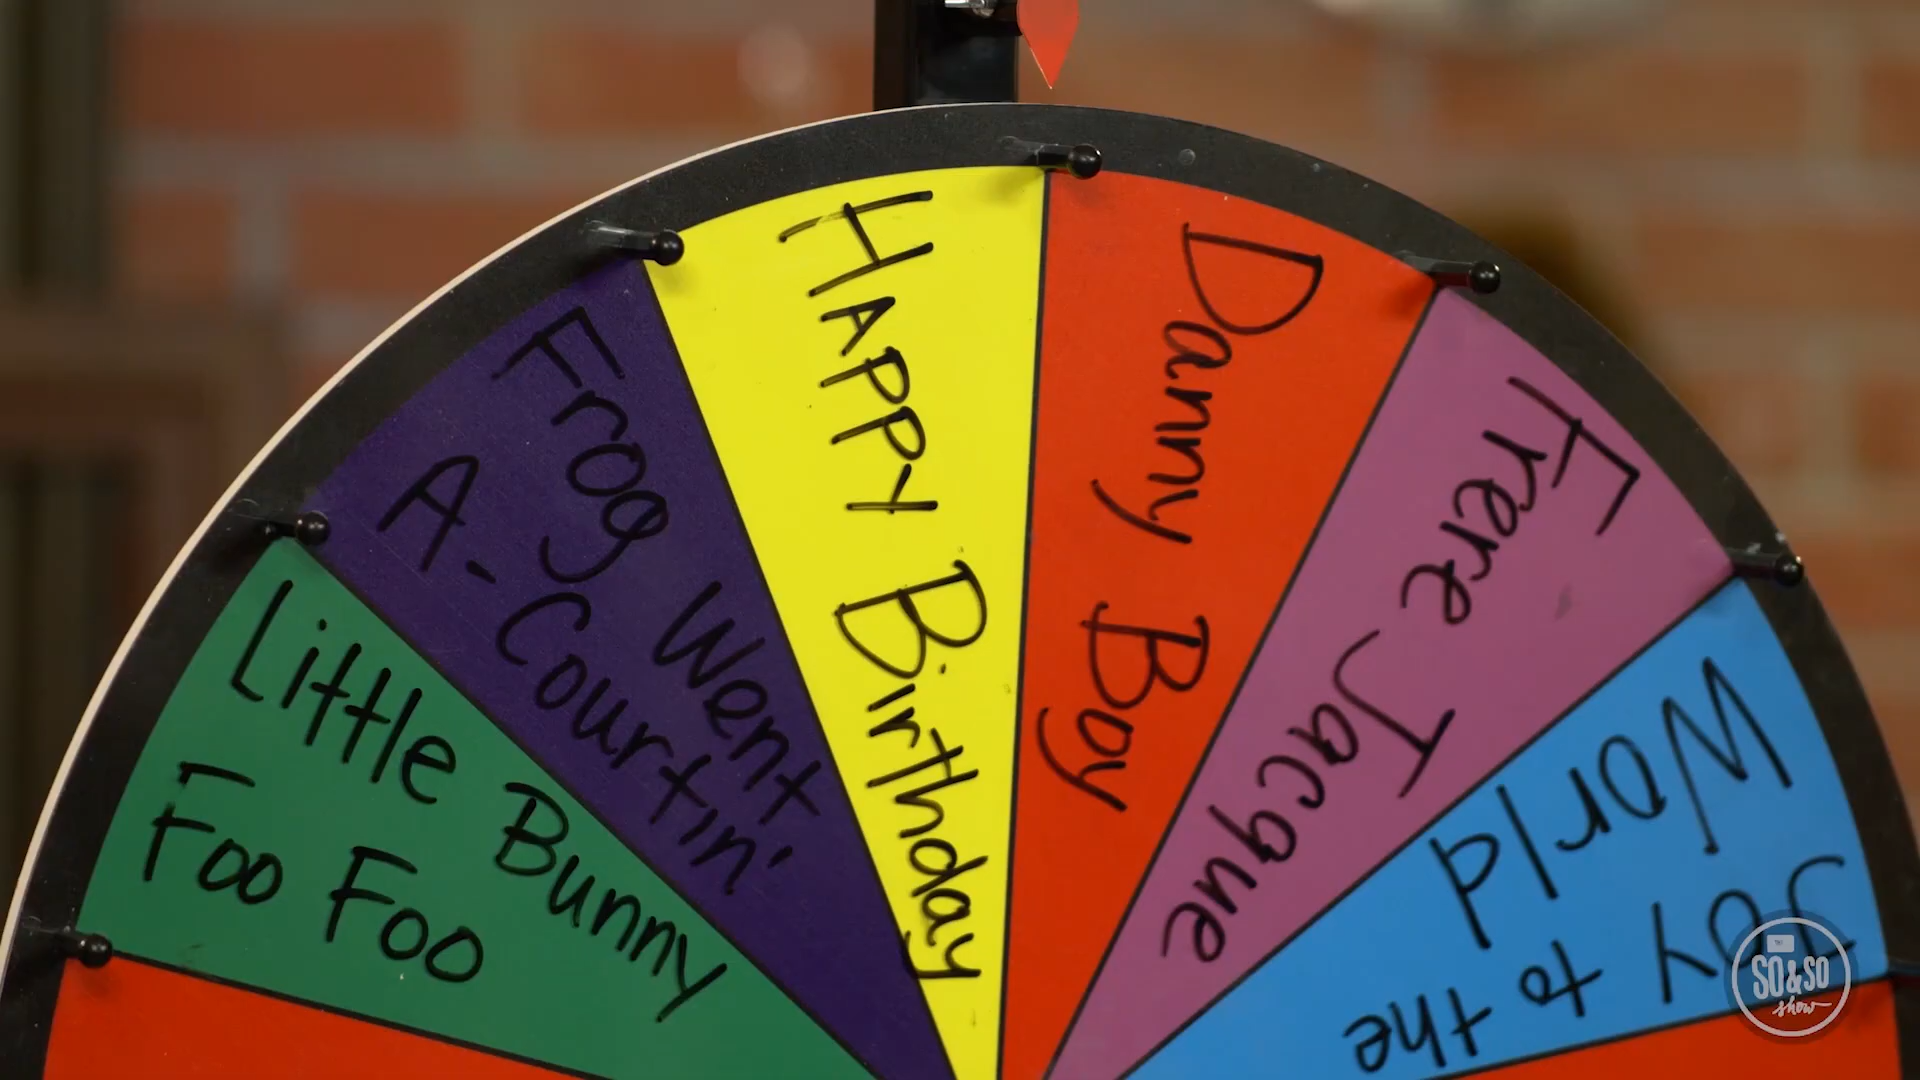 Little Bunny
Foo Foo
Frog Went
A-Courtin'
Happy Birthday
Danny Boy
Frere Jacque
Joy to the
World
SO & SO
show